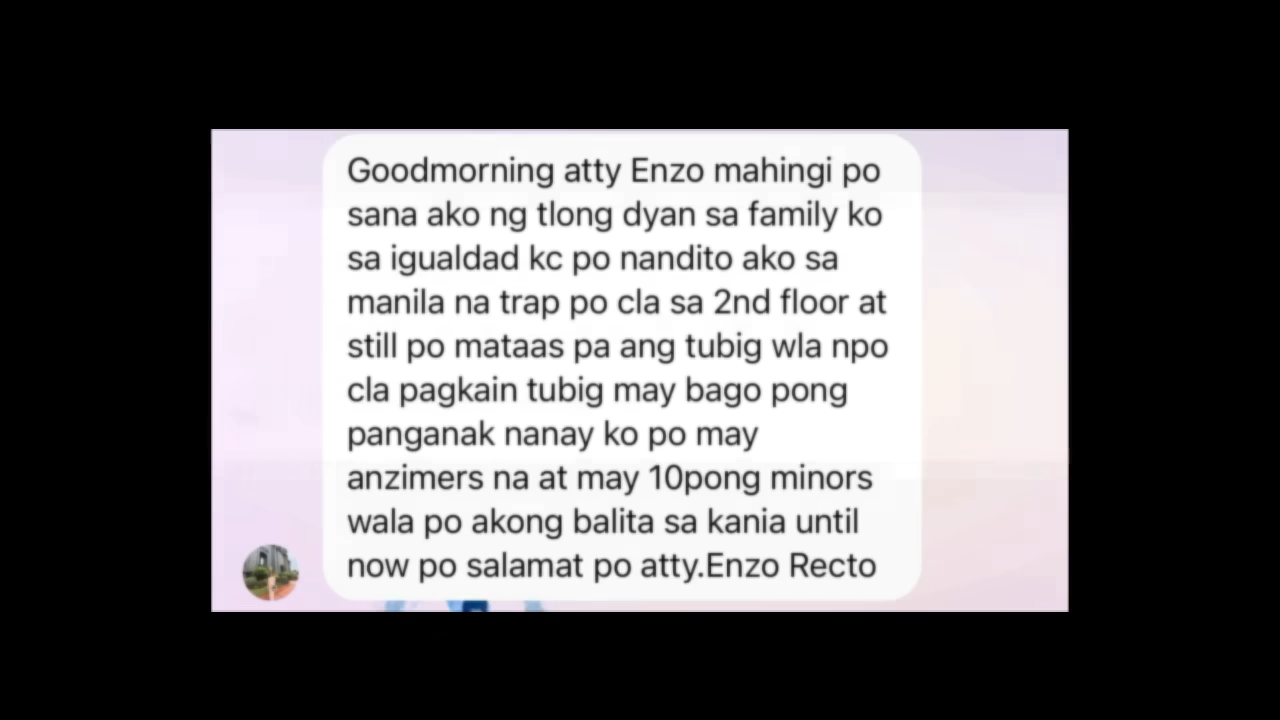 Goodmorning atty Enzo mahingi po
sana ako ng tlong dyan sa family ko
sa igualdad kc po nandito ako sa
manila na trap po cla sa 2nd floor at
still po mataas pa ang tubig wla npo
cla pagkain tubig may bago pong
panganak nanay ko po may
anzimers na at may 10pong minors
wala po akong balita sa kania until
now po salamat po atty.Enzo Recto